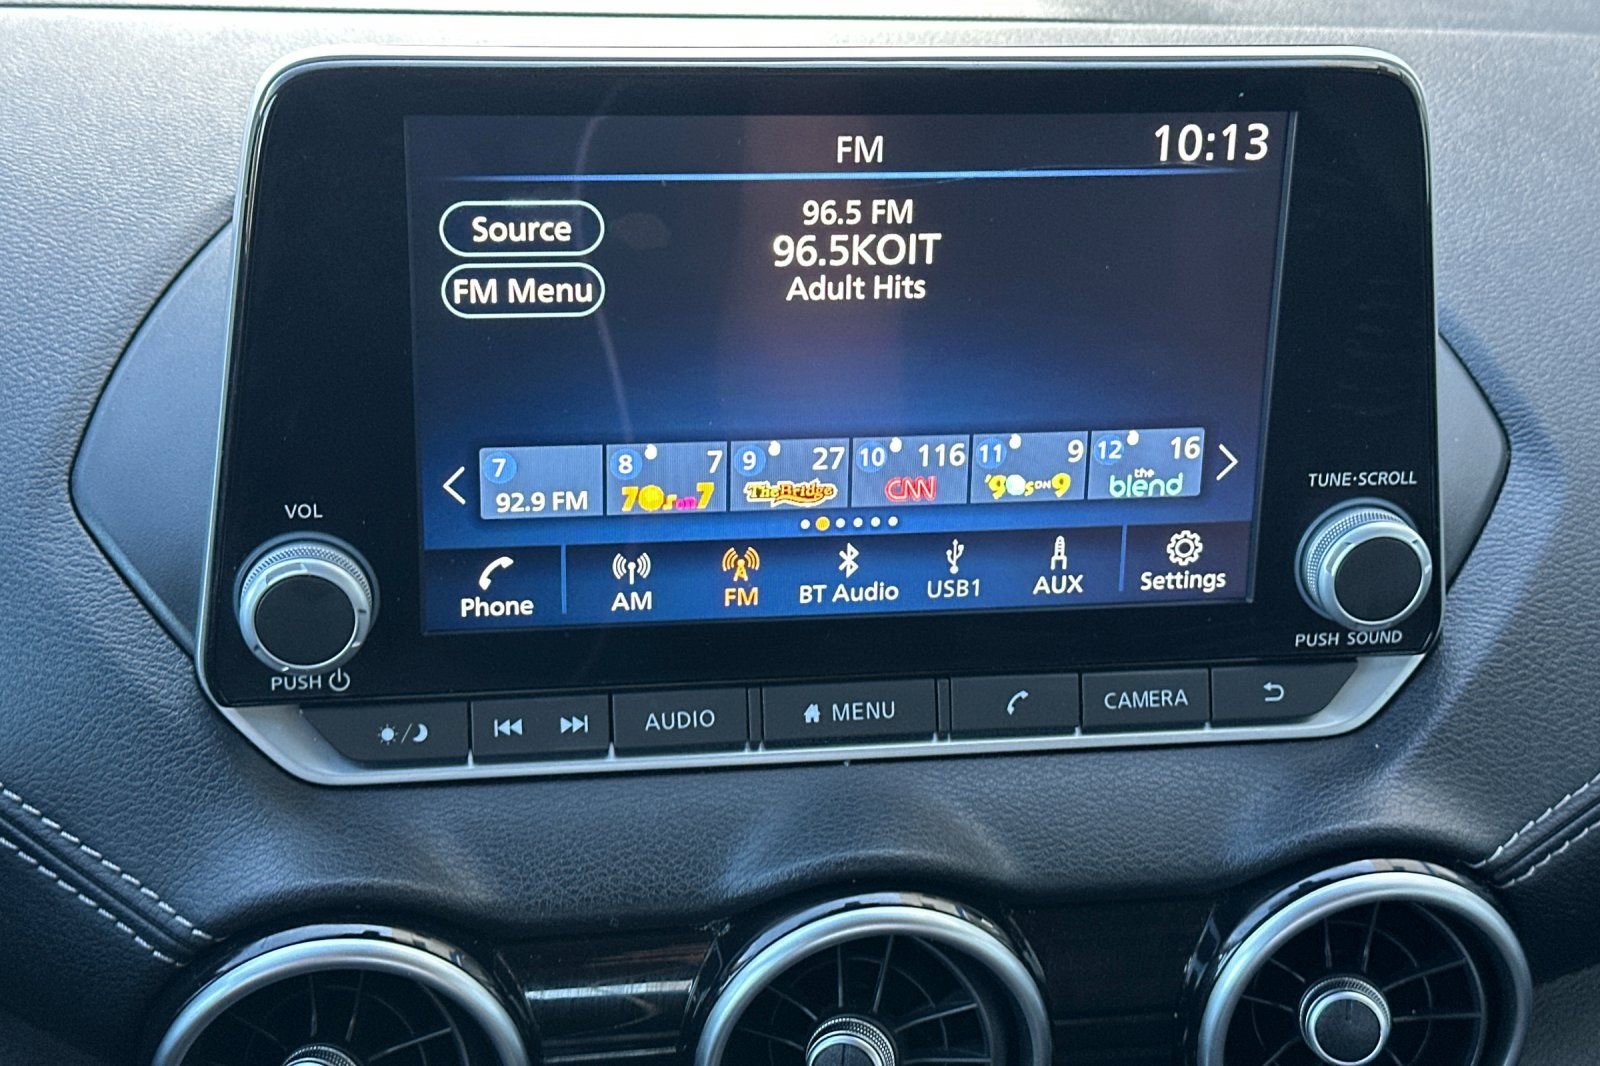 FM
10:13
Source
FM Menu
96.5 FM
96.5KOIT
Adult Hits
7
92.9 FM
8 7
70s on 7
9 27
The Bridge
10 116
CNN
11 9
'90s ON 9
12 16
the
blend
Phone
AM
FM
BT Audio
USB1
AUX
Settings
VOL
PUSH
TUNE·SCROLL
PUSH SOUND
AUDIO
MENU
CAMERA